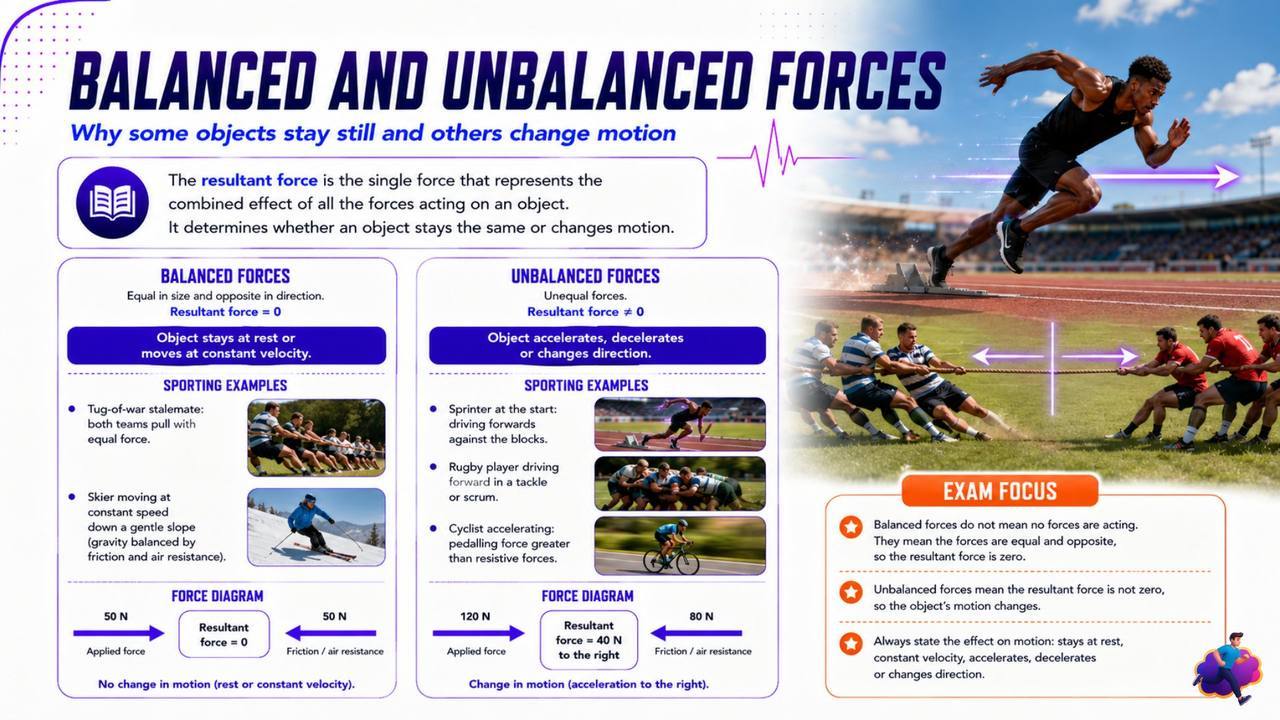 BALANCED AND UNBALANCED FORCES
Why some objects stay still and others change motion
The resultant force is the single force that represents the
combined effect of all the forces acting on an object.
It determines whether an object stays the same or changes motion.
BALANCED FORCES
Equal in size and opposite in direction.
Resultant force = 0
Object stays at rest or
moves at constant velocity.
SPORTING EXAMPLES
Tug-of-war stalemate:
both teams pull with
equal force.
Skier moving at
constant speed
down a gentle slope
(gravity balanced by
friction and air resistance).
FORCE DIAGRAM
50 N
Applied force
Resultant
force = 0
50 N
Friction / air resistance
No change in motion (rest or constant velocity).
UNBALANCED FORCES
Unequal forces.
Resultant force ≠ 0
Object accelerates, decelerates
or changes direction.
SPORTING EXAMPLES
Sprinter at the start:
driving forwards
against the blocks.
Rugby player driving
forward in a tackle
or scrum.
Cyclist accelerating:
pedalling force greater
than resistive forces.
FORCE DIAGRAM
120 N
Applied force
Resultant
force = 40 N
to the right
80 N
Friction / air resistance
Change in motion (acceleration to the right).
EXAM FOCUS
Balanced forces do not mean no forces are acting.
They mean the forces are equal and opposite,
so the resultant force is zero.
Unbalanced forces mean the resultant force is not zero,
so the object's motion changes.
Always state the effect on motion: stays at rest,
constant velocity, accelerates, decelerates
or changes direction.